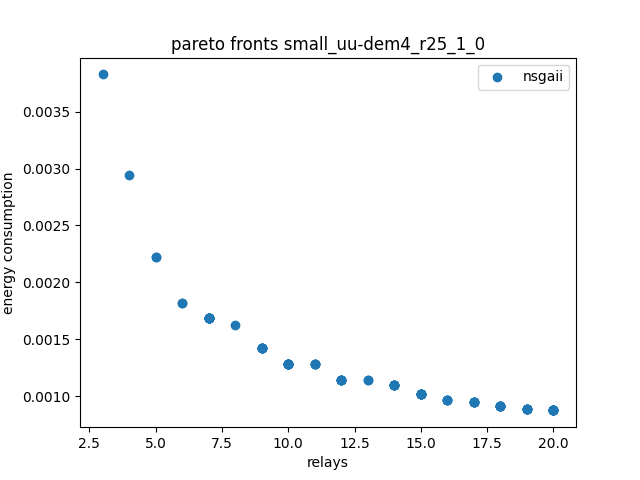 pareto fronts small_uu-dem4_r25_1_0
nsgaii
0.0035
0.0030
0.0025
0.0020
0.0015
0.0010
energy consumption
2.5 5.0 7.5 10.0 12.5 15.0 17.5 20.0
relays